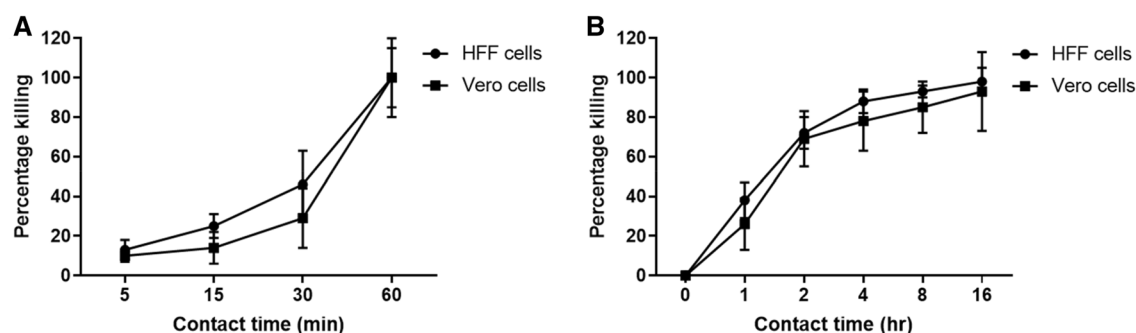 A
120
100
80
60
40
20
0
Percentage killing
5 15 30 60
Contact time (min)
HFF cells
Vero cells
B
120
100
80
60
40
20
0
Percentage killing
0 1 2 4 8 16
Contact time (hr)
HFF cells
Vero cells